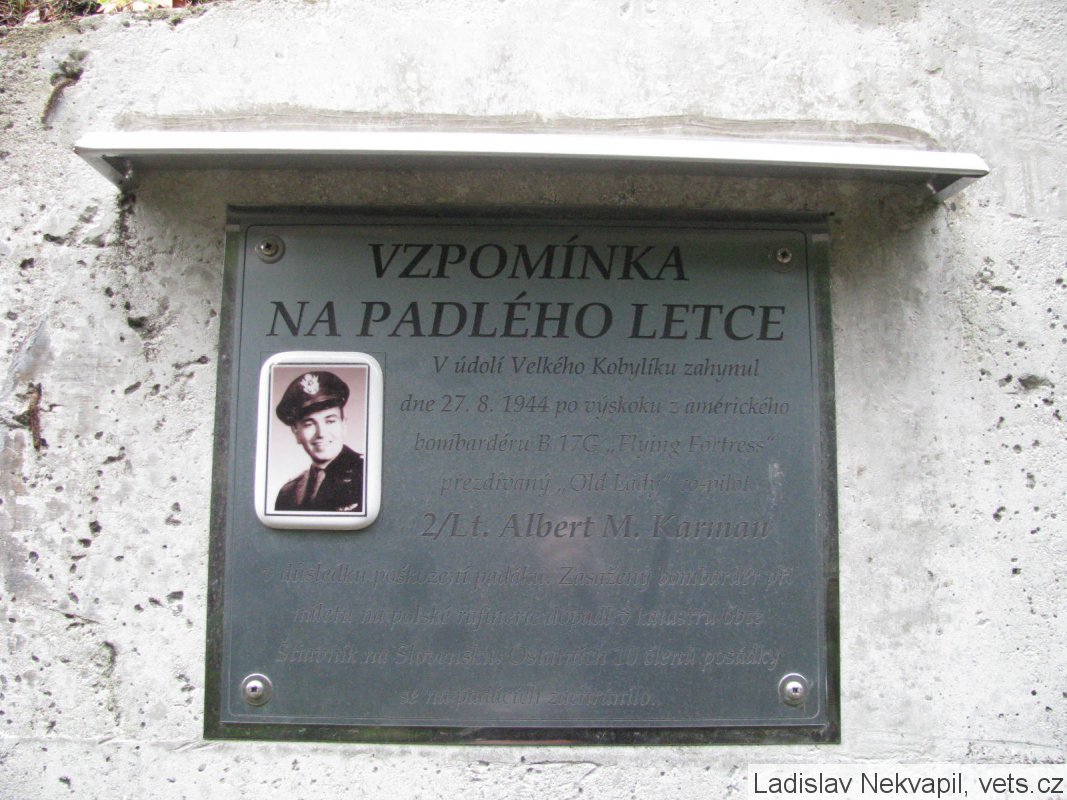 VZPOMÍNKA
NA PADLÉHO LETCE
V údolí Velkého Kobylíku zahynul
dne 27. 8. 1944 po výskoku z amerického
bombardéru B 17G „Flying Fortress“
přezdívaný „Old Lady“ co-pilot
2/Lt. Albert M. Karman
v důsledku poškození padáku. Zasažený bombardér při
náletu na polské rafinerie dopadl v katastru obce
Štiavnik na Slovensku. Ostatních 10 členů posádky
se na padácích zachránilo.
Ladislav Nekvapil, vets.cz